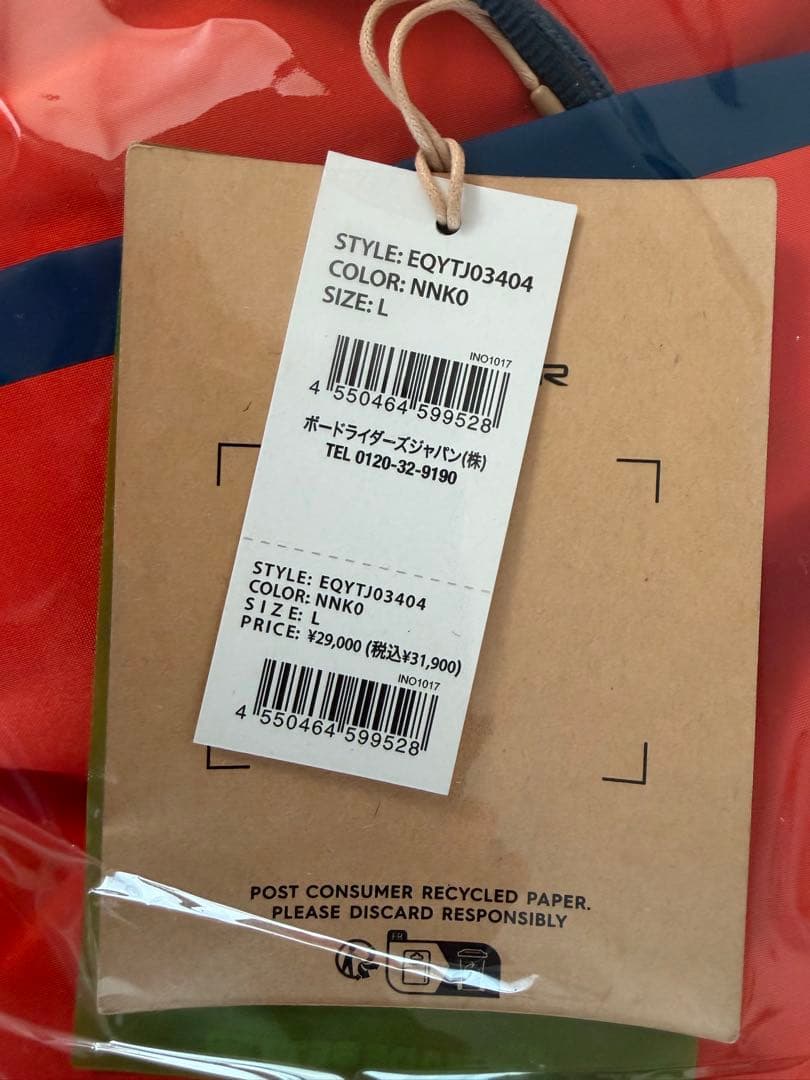 STYLE: EQYTJ03404
COLOR: NNK0
SIZE: L
INO1017
4 550464 599528
ボードライダーズジャパン(株)
TEL 0120-32-9190
STYLE: EQYTJ03404
COLOR: NNK0
SIZE: L
PRICE: ¥29,000 (税込¥31,900)
INO1017
4 550464 599528
POST CONSUMER RECYCLED PAPER.
PLEASE DISCARD RESPONSIBLY
FR